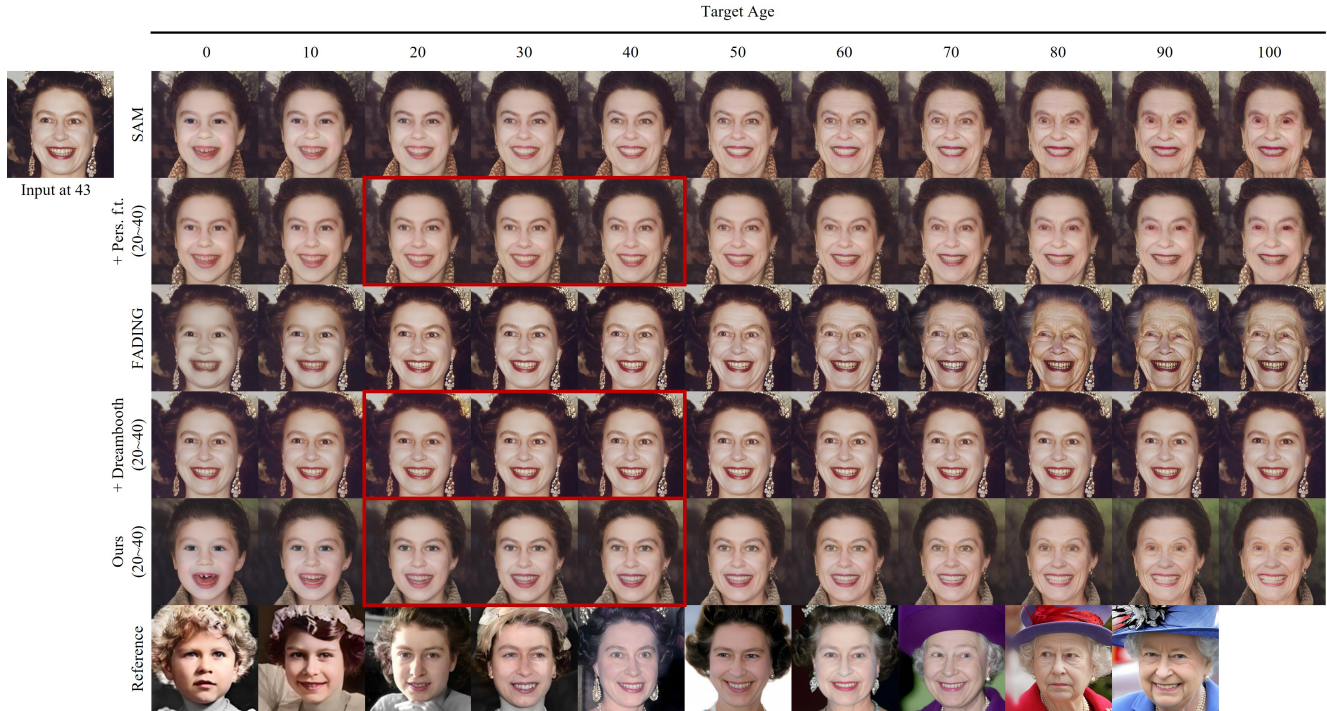 Target Age
0 10 20 30 40 50 60 70 80 90 100
Input at 43
SAM
+ Pers. f.t.
(20~40)
FADING
+ Dreambooth
(20~40)
Ours
(20~40)
Reference